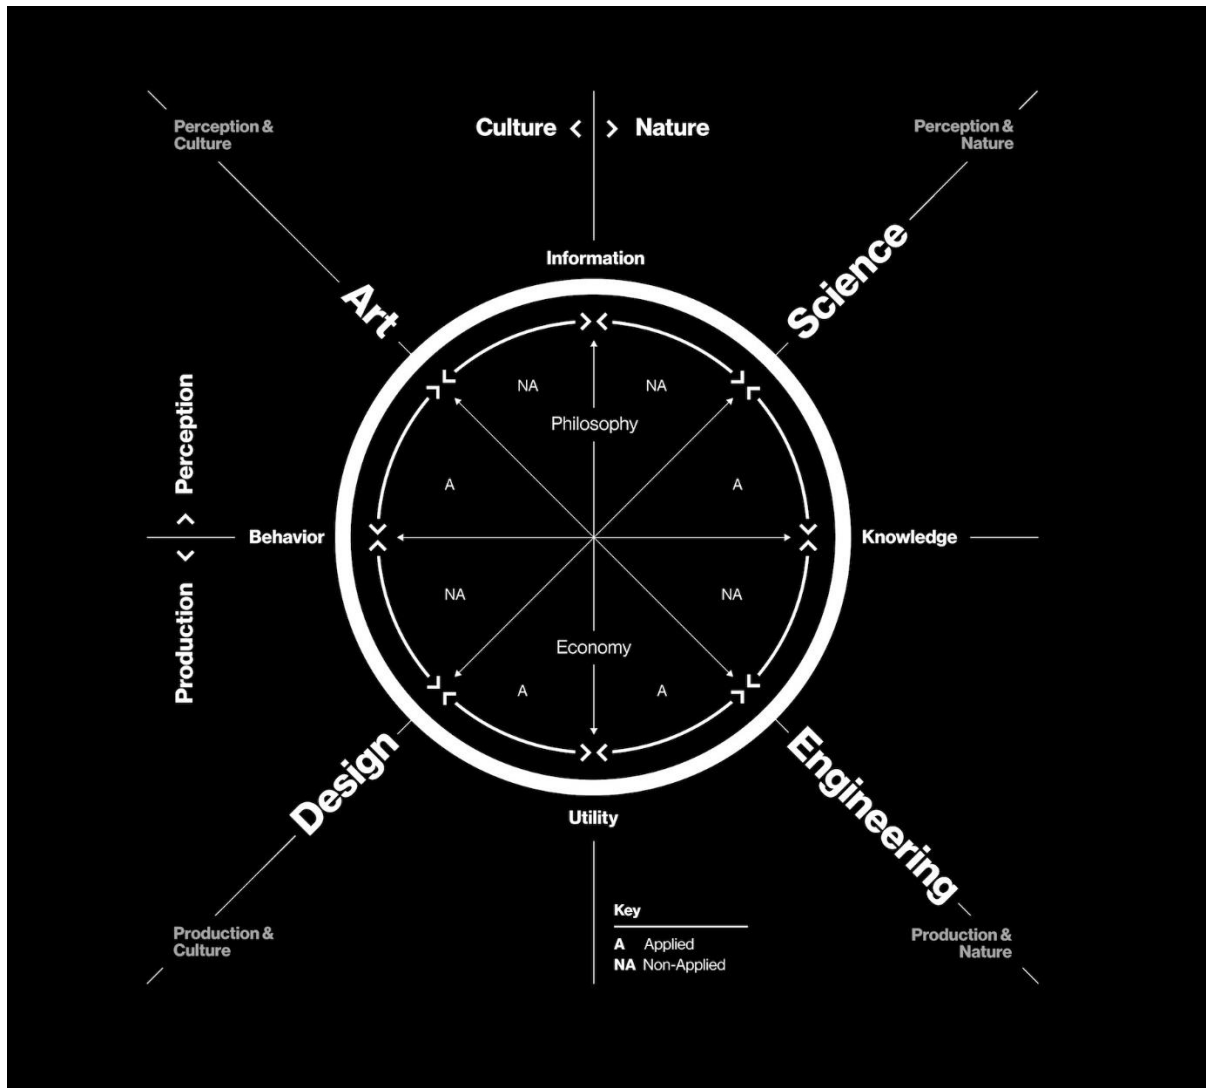 Perception &
Culture
Culture < > Nature
Perception &
Nature
Information
Art
Science
NA
NA
Philosophy
Perception
A
A
Behavior
Knowledge
Production
NA
NA
Economy
A
A
Design
Engineering
Utility
Key
A Applied
NA Non-Applied
Production &
Culture
Production &
Nature